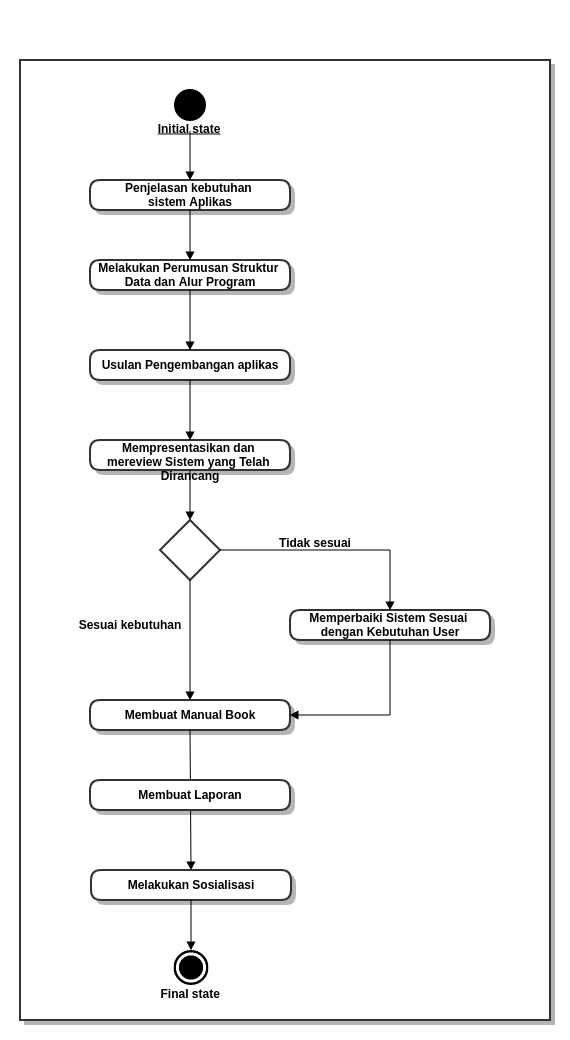 Initial state
Penjelasan kebutuhan
sistem Aplikas
Melakukan Perumusan Struktur
Data dan Alur Program
Usulan Pengembangan aplikas
Mempresentasikan dan
mereview Sistem yang Telah
Dirancang
Tidak sesuai
Memperbaiki Sistem Sesuai
dengan Kebutuhan User
Sesuai kebutuhan
Membuat Manual Book
Membuat Laporan
Melakukan Sosialisasi
Final state